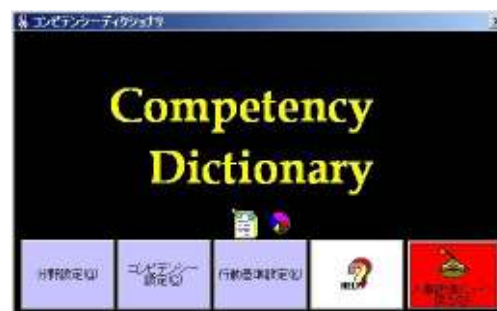 コンピテンシーディクショナリ
Competency
Dictionary
分野設定
コンピテンシー
設定
行動基準設定
HELP